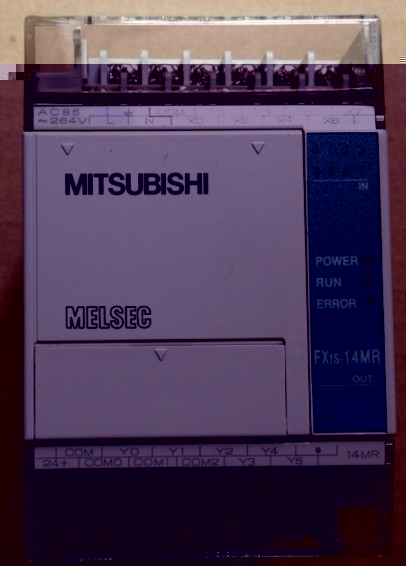 AC85
~264V
L N X0
MITSUBISHI
IN
POWER
RUN
ERROR
MELSEC
FX1S-14MR
OUT
COM Y0 Y1 Y2 Y4
24+ COM0 COM1 COM2 Y3 Y5
14MR